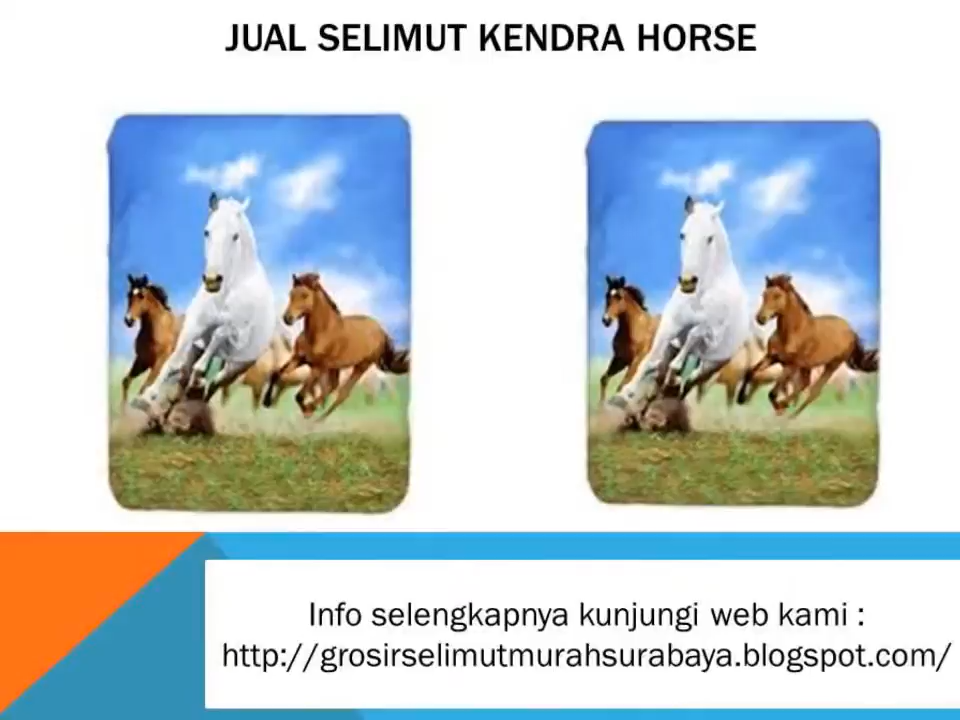 JUAL SELIMUT KENDRA HORSE
Info selengkapnya kunjungi web kami :
http://grosirselimutmurahsurabaya.blogspot.com/